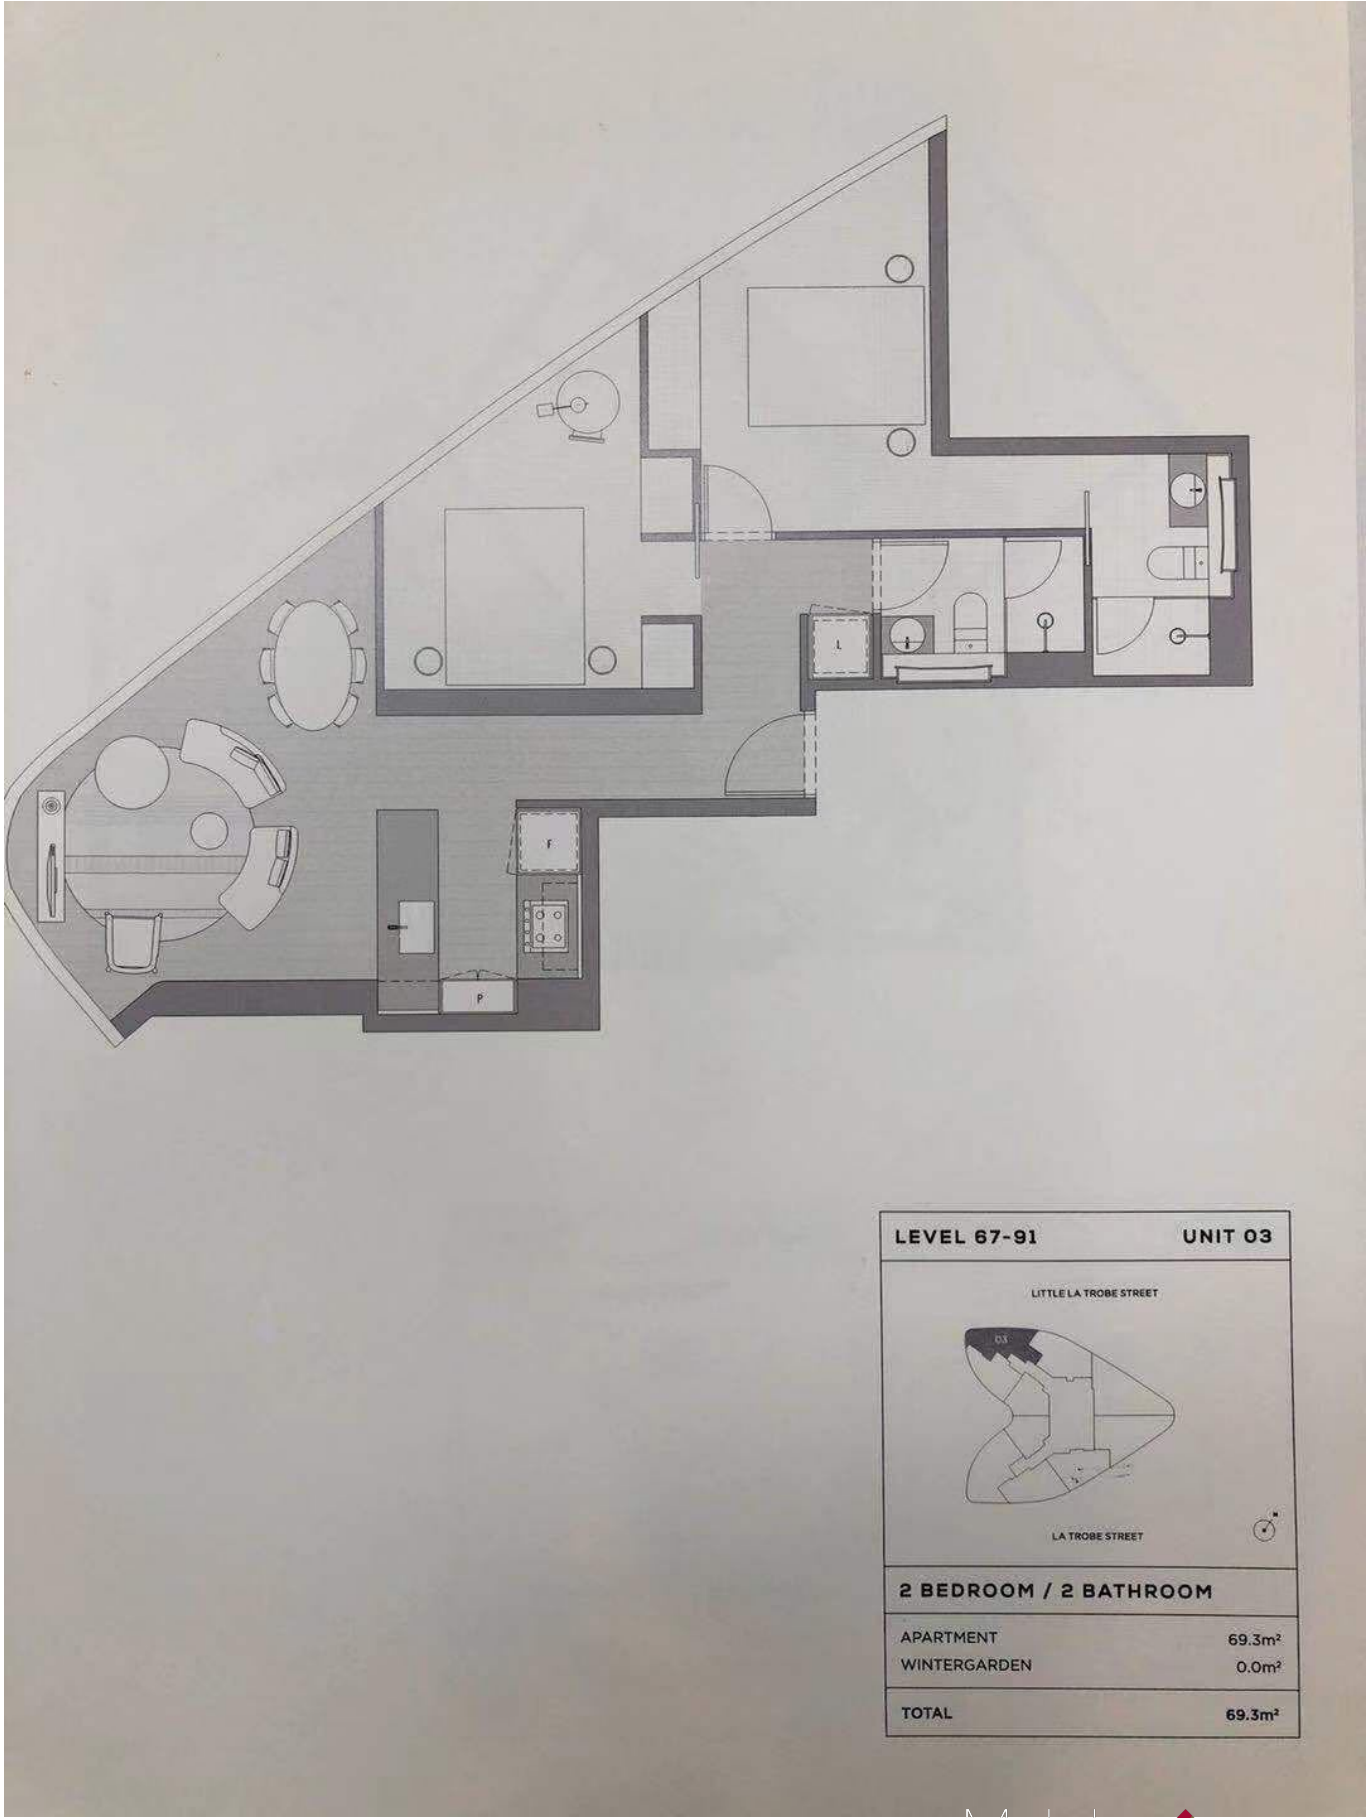 L
F
P
LEVEL 67-91 UNIT 03
LITTLE LA TROBE STREET
03
LA TROBE STREET
2 BEDROOM / 2 BATHROOM
APARTMENT 69.3m²
WINTERGARDEN 0.0m²
TOTAL 69.3m²